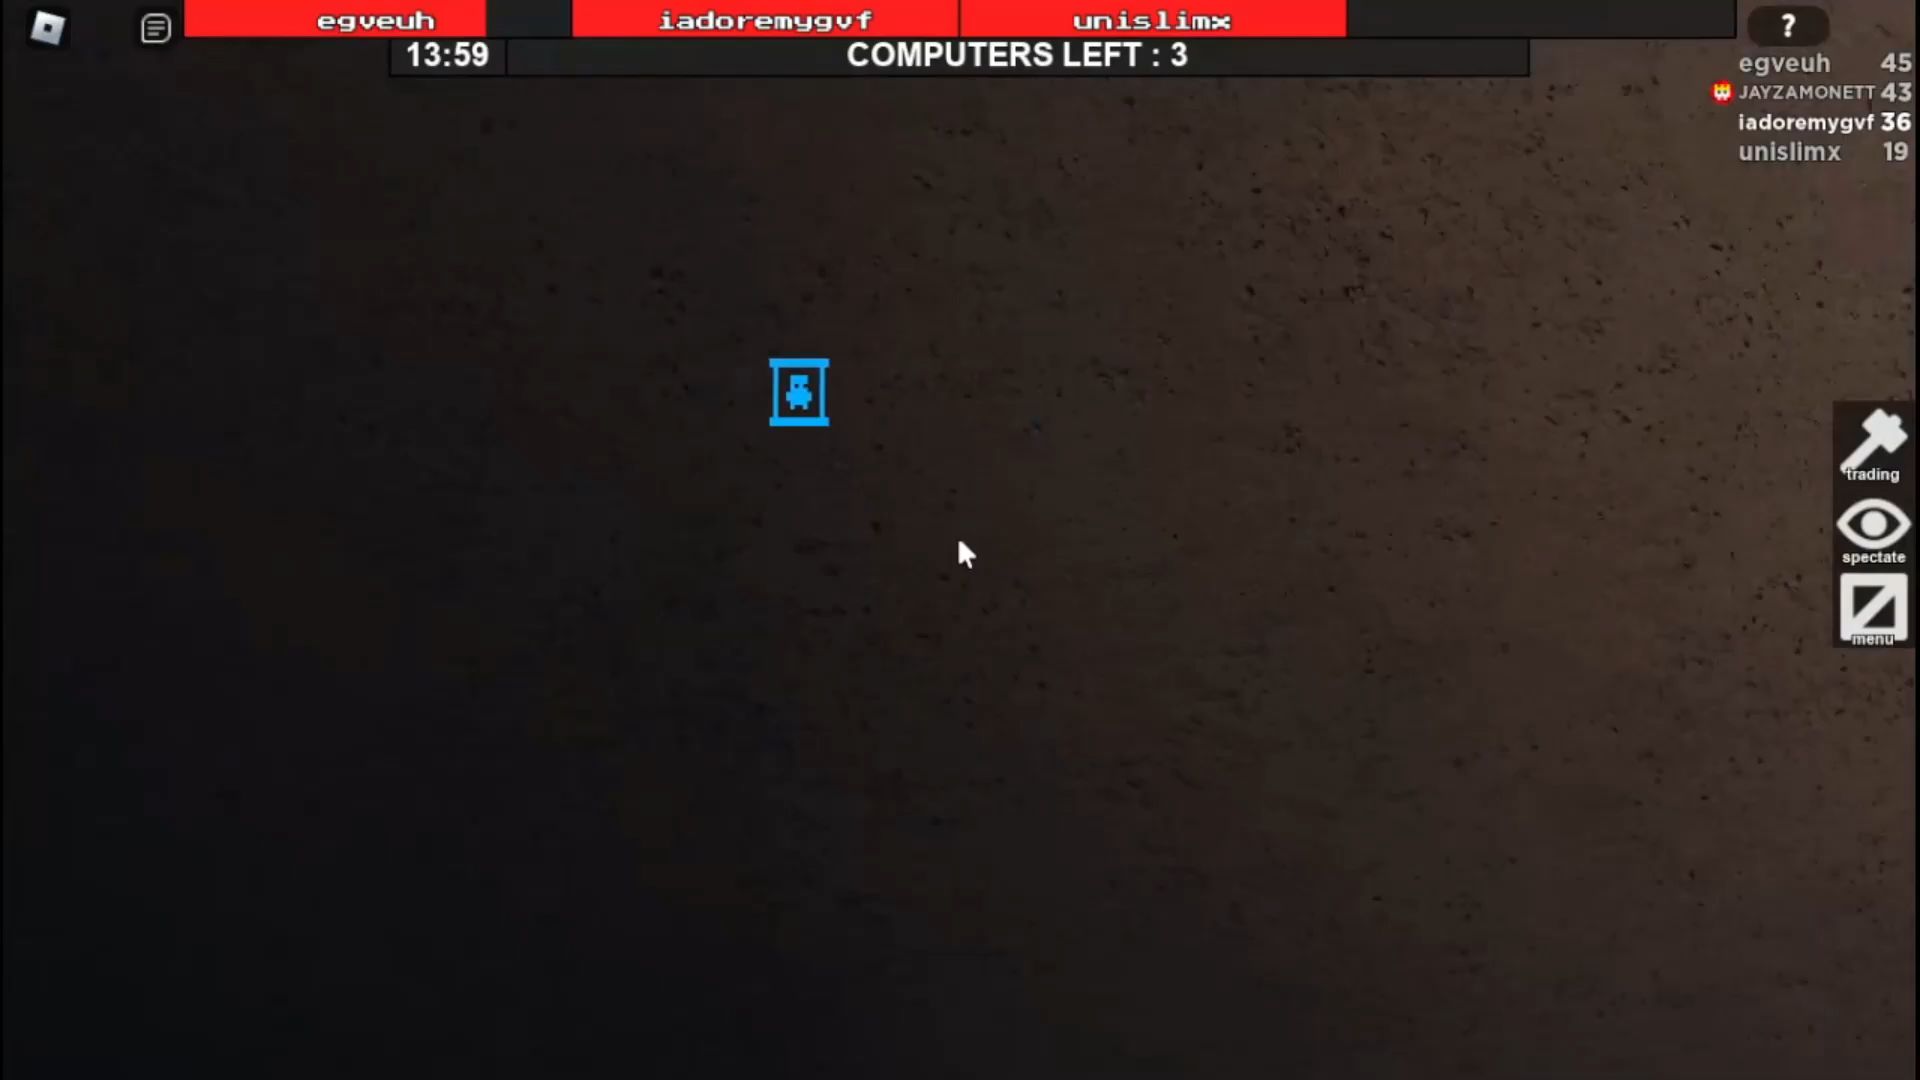 egveuh iadoremygvf unislimx
?
13:59 COMPUTERS LEFT : 3
egveuh 45
JAYZAMONETT 43
iadoremygvf 36
unislimx 19
trading
spectate
menu